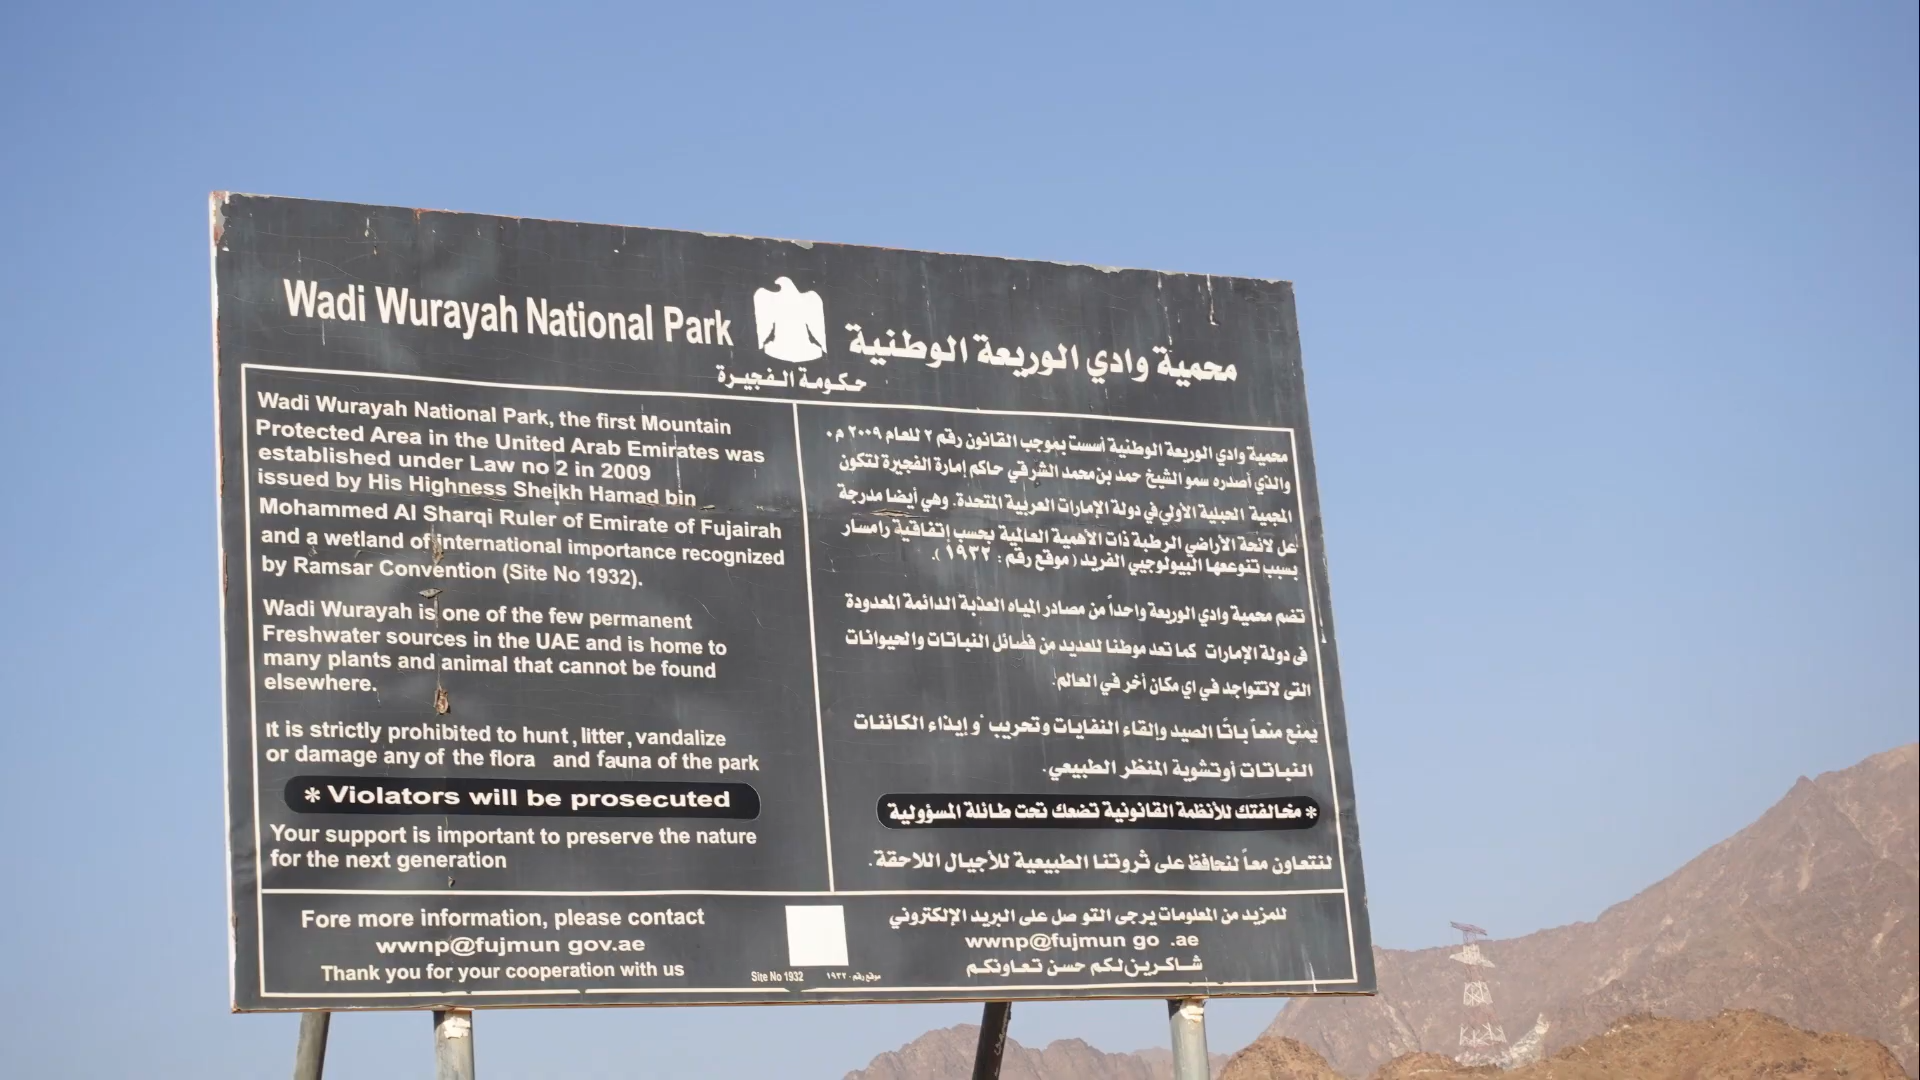 Wadi Wurayah National Park
محمية وادي الوريعة الوطنية
حكومة الفجيرة
Wadi Wurayah National Park, the first Mountain
Protected Area in the United Arab Emirates was
established under Law no 2 in 2009
issued by His Highness Sheikh Hamad bin
Mohammed Al Sharqi Ruler of Emirate of Fujairah
and a wetland of international importance recognized
by Ramsar Convention (Site No 1932).
Wadi Wurayah is one of the few permanent
Freshwater sources in the UAE and is home to
many plants and animal that cannot be found
elsewhere.
It is strictly prohibited to hunt, litter, vandalize
or damage any of the flora and fauna of the park
* Violators will be prosecuted
Your support is important to preserve the nature
for the next generation
محمية وادي الوريعة الوطنية أسست بموجب القانون رقم ٢ للعام ٢٠٠٩ م.
والذي أصدره سمو الشيخ حمد بن محمد الشرقي حاكم إمارة الفجيرة لتكون
المحمية الجبلية الأولي في دولة الإمارات العربية المتحدة. وهي أيضا مدرجة
عل لائحة الأراضي الرطبة ذات الأهمية العالمية بحسب إتفاقية رامسار
بسبب تنوععها البيولوجيي الفريد (موقع رقم : ١٩٣٢).
تضم محمية وادي الوريعة واحداً من مصادر المياه العذبة الدائمة المعدودة
في دولة الإمارات كما تعد موطنا للعديد من فصائل النباتات والحيوانات
التى لاتتواجد في اي مكان أخر في العالم.
يمنع منعاً باتًا الصيد وإلقاء النفايات وتخريب و إيذاء الكائنات
النباتات أوتشوية المنظر الطبيعي.
* مخالفتك للأنظمة القانونية تضعك تحت طائلة المسؤولية
لنتعاون معاً لنحافظ على ثروتنا الطبيعية للأجيال اللاحقة.
Fore more information, please contact
wwnp@fujmun gov.ae
Thank you for your cooperation with us
Site No 1932
موقع رقم ١٩٣٢
للمزيد من المعلومات يرجى التو صل على البريد الإلكتروني
wwnp@fujmun go .ae
شاكرين لكم حسن تعاونكم